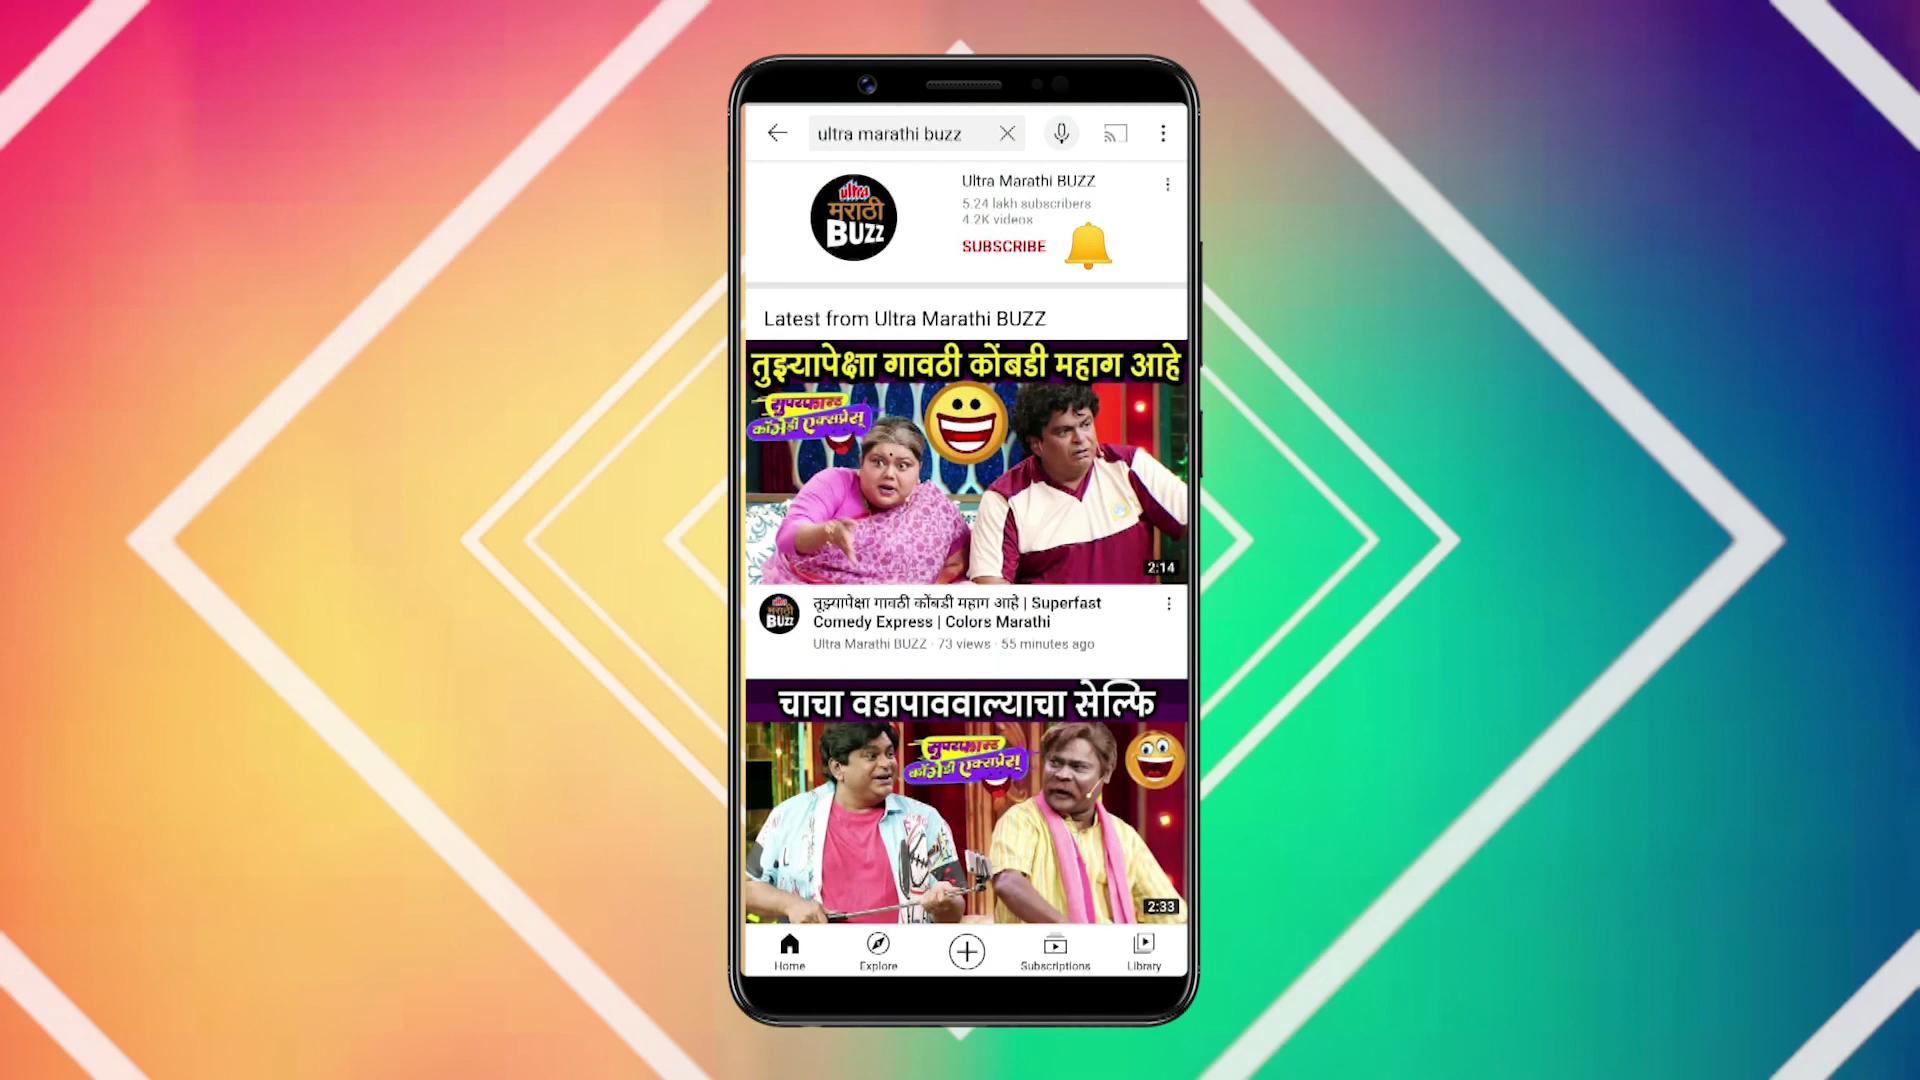 ultra marathi buzz
ultra
मराठी
BUZZ
Ultra Marathi BUZZ
5.24 lakh subscribers
4.2K videos
SUBSCRIBE
Latest from Ultra Marathi BUZZ
तुझ्यापेक्षा गावठी कोंबडी महाग आहे
सुपरफास्ट
कॉमेडी एक्सप्रेस
2:14
ultra
मराठी
BUZZ
तूझ्यापेक्षा गावठी कोंबडी महाग आहे | Superfast
Comedy Express | Colors Marathi
Ultra Marathi BUZZ · 73 views · 55 minutes ago
चाचा वडापाववाल्याचा सेल्फि
सुपरफास्ट
कॉमेडी एक्सप्रेस
2:33
Home
Explore
Subscriptions
Library